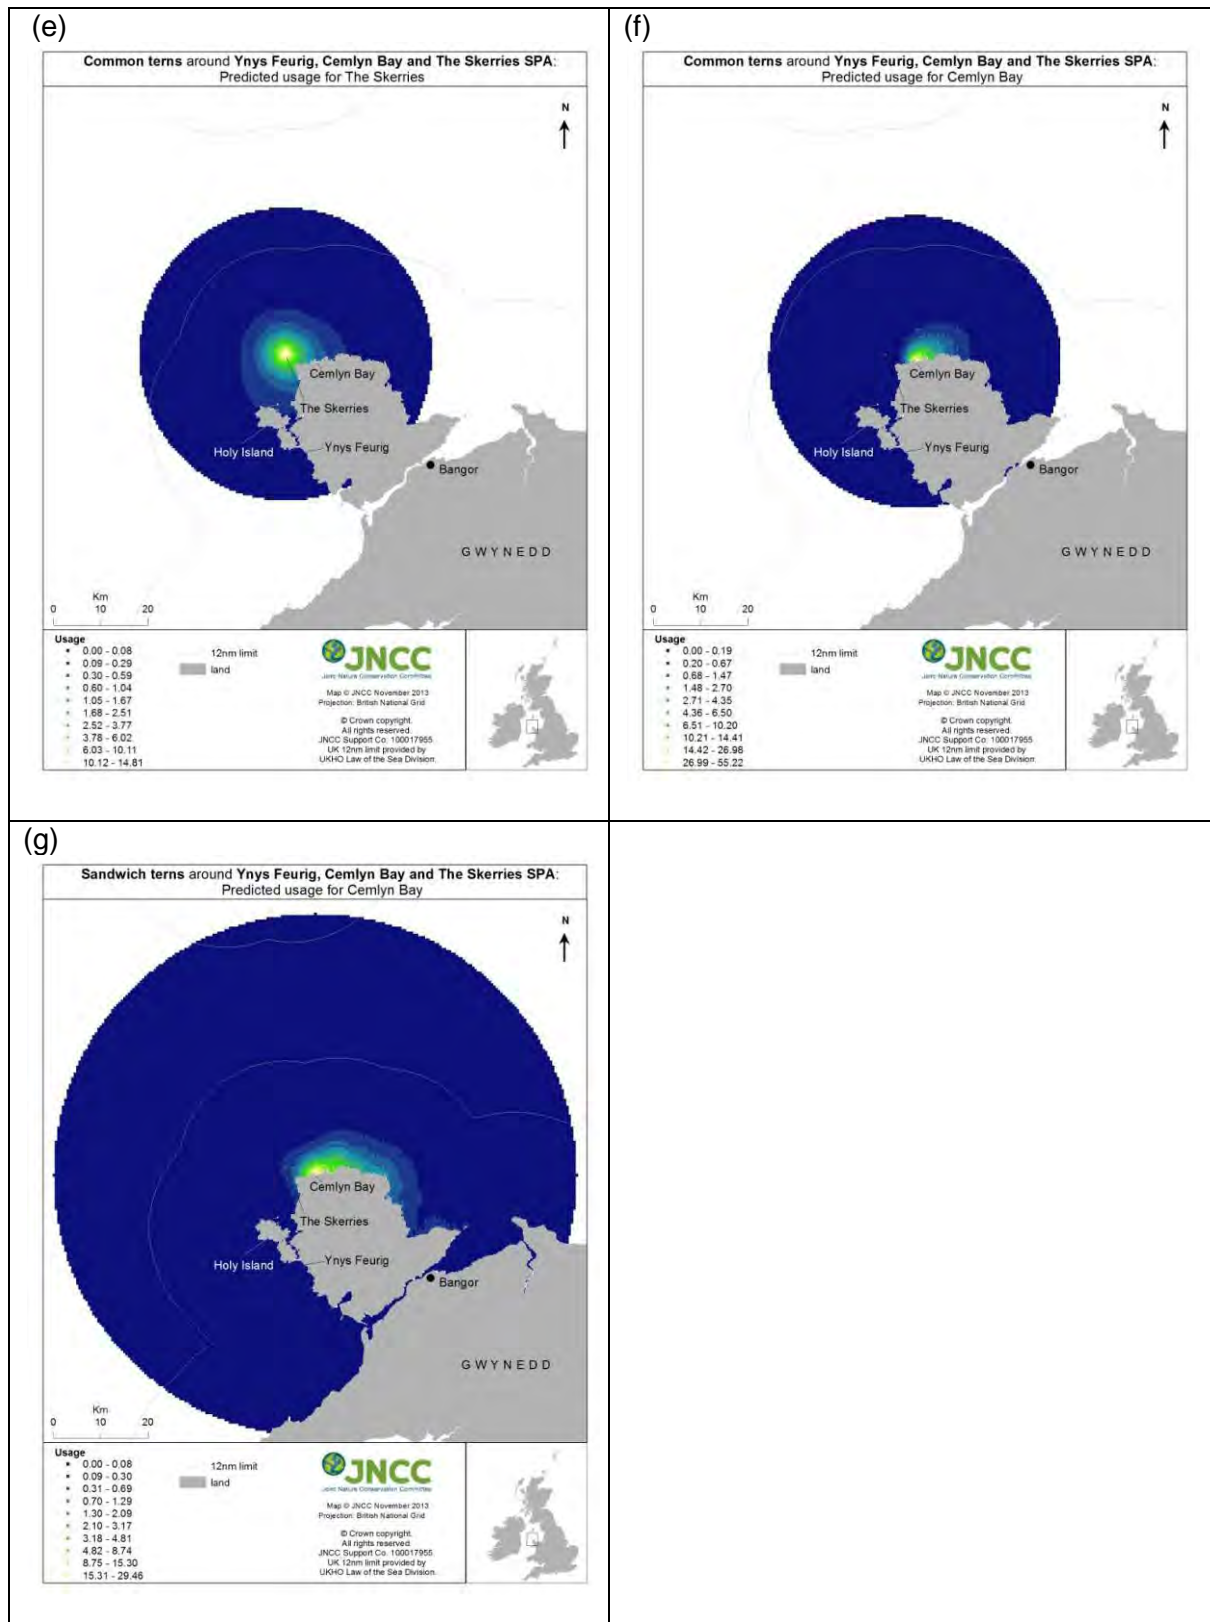 (e)
Common terns around Ynys Feurig, Cemlyn Bay and The Skerries SPA:
Predicted usage for The Skerries
N
Cemlyn Bay
The Skerries
Holy Island
Ynys Feurig
Bangor
GWYNEDD
Km
0 10 20
Usage
0.00 - 0.08
0.09 - 0.29
0.30 - 0.59
0.60 - 1.04
1.05 - 1.67
1.68 - 2.51
2.52 - 3.77
3.78 - 6.02
6.03 - 10.11
10.12 - 14.81
12nm limit
land
JNCC
Joint Nature Conservation Committee
Map © JNCC November 2013
Projection: British National Grid
© Crown copyright.
All rights reserved.
JNCC Support Co. 100017955.
UK 12nm limit provided by
UKHO Law of the Sea Division.
(f)
Common terns around Ynys Feurig, Cemlyn Bay and The Skerries SPA:
Predicted usage for Cemlyn Bay
N
Cemlyn Bay
The Skerries
Holy Island
Ynys Feurig
Bangor
GWYNEDD
Km
0 10 20
Usage
0.00 - 0.19
0.20 - 0.67
0.68 - 1.47
1.48 - 2.70
2.71 - 4.35
4.36 - 6.50
6.51 - 10.20
10.21 - 14.41
14.42 - 26.98
26.99 - 55.22
12nm limit
land
JNCC
Joint Nature Conservation Committee
Map © JNCC November 2013
Projection: British National Grid
© Crown copyright.
All rights reserved.
JNCC Support Co. 100017955.
UK 12nm limit provided by
UKHO Law of the Sea Division.
(g)
Sandwich terns around Ynys Feurig, Cemlyn Bay and The Skerries SPA:
Predicted usage for Cemlyn Bay
N
Cemlyn Bay
The Skerries
Holy Island
Ynys Feurig
Bangor
GWYNEDD
Km
0 10 20
Usage
0.00 - 0.08
0.09 - 0.30
0.31 - 0.69
0.70 - 1.29
1.30 - 2.09
2.10 - 3.17
3.18 - 4.81
4.82 - 8.74
8.75 - 15.30
15.31 - 29.46
12nm limit
land
JNCC
Joint Nature Conservation Committee
Map © JNCC November 2013
Projection: British National Grid
© Crown copyright.
All rights reserved.
JNCC Support Co. 100017955.
UK 12nm limit provided by
UKHO Law of the Sea Division.